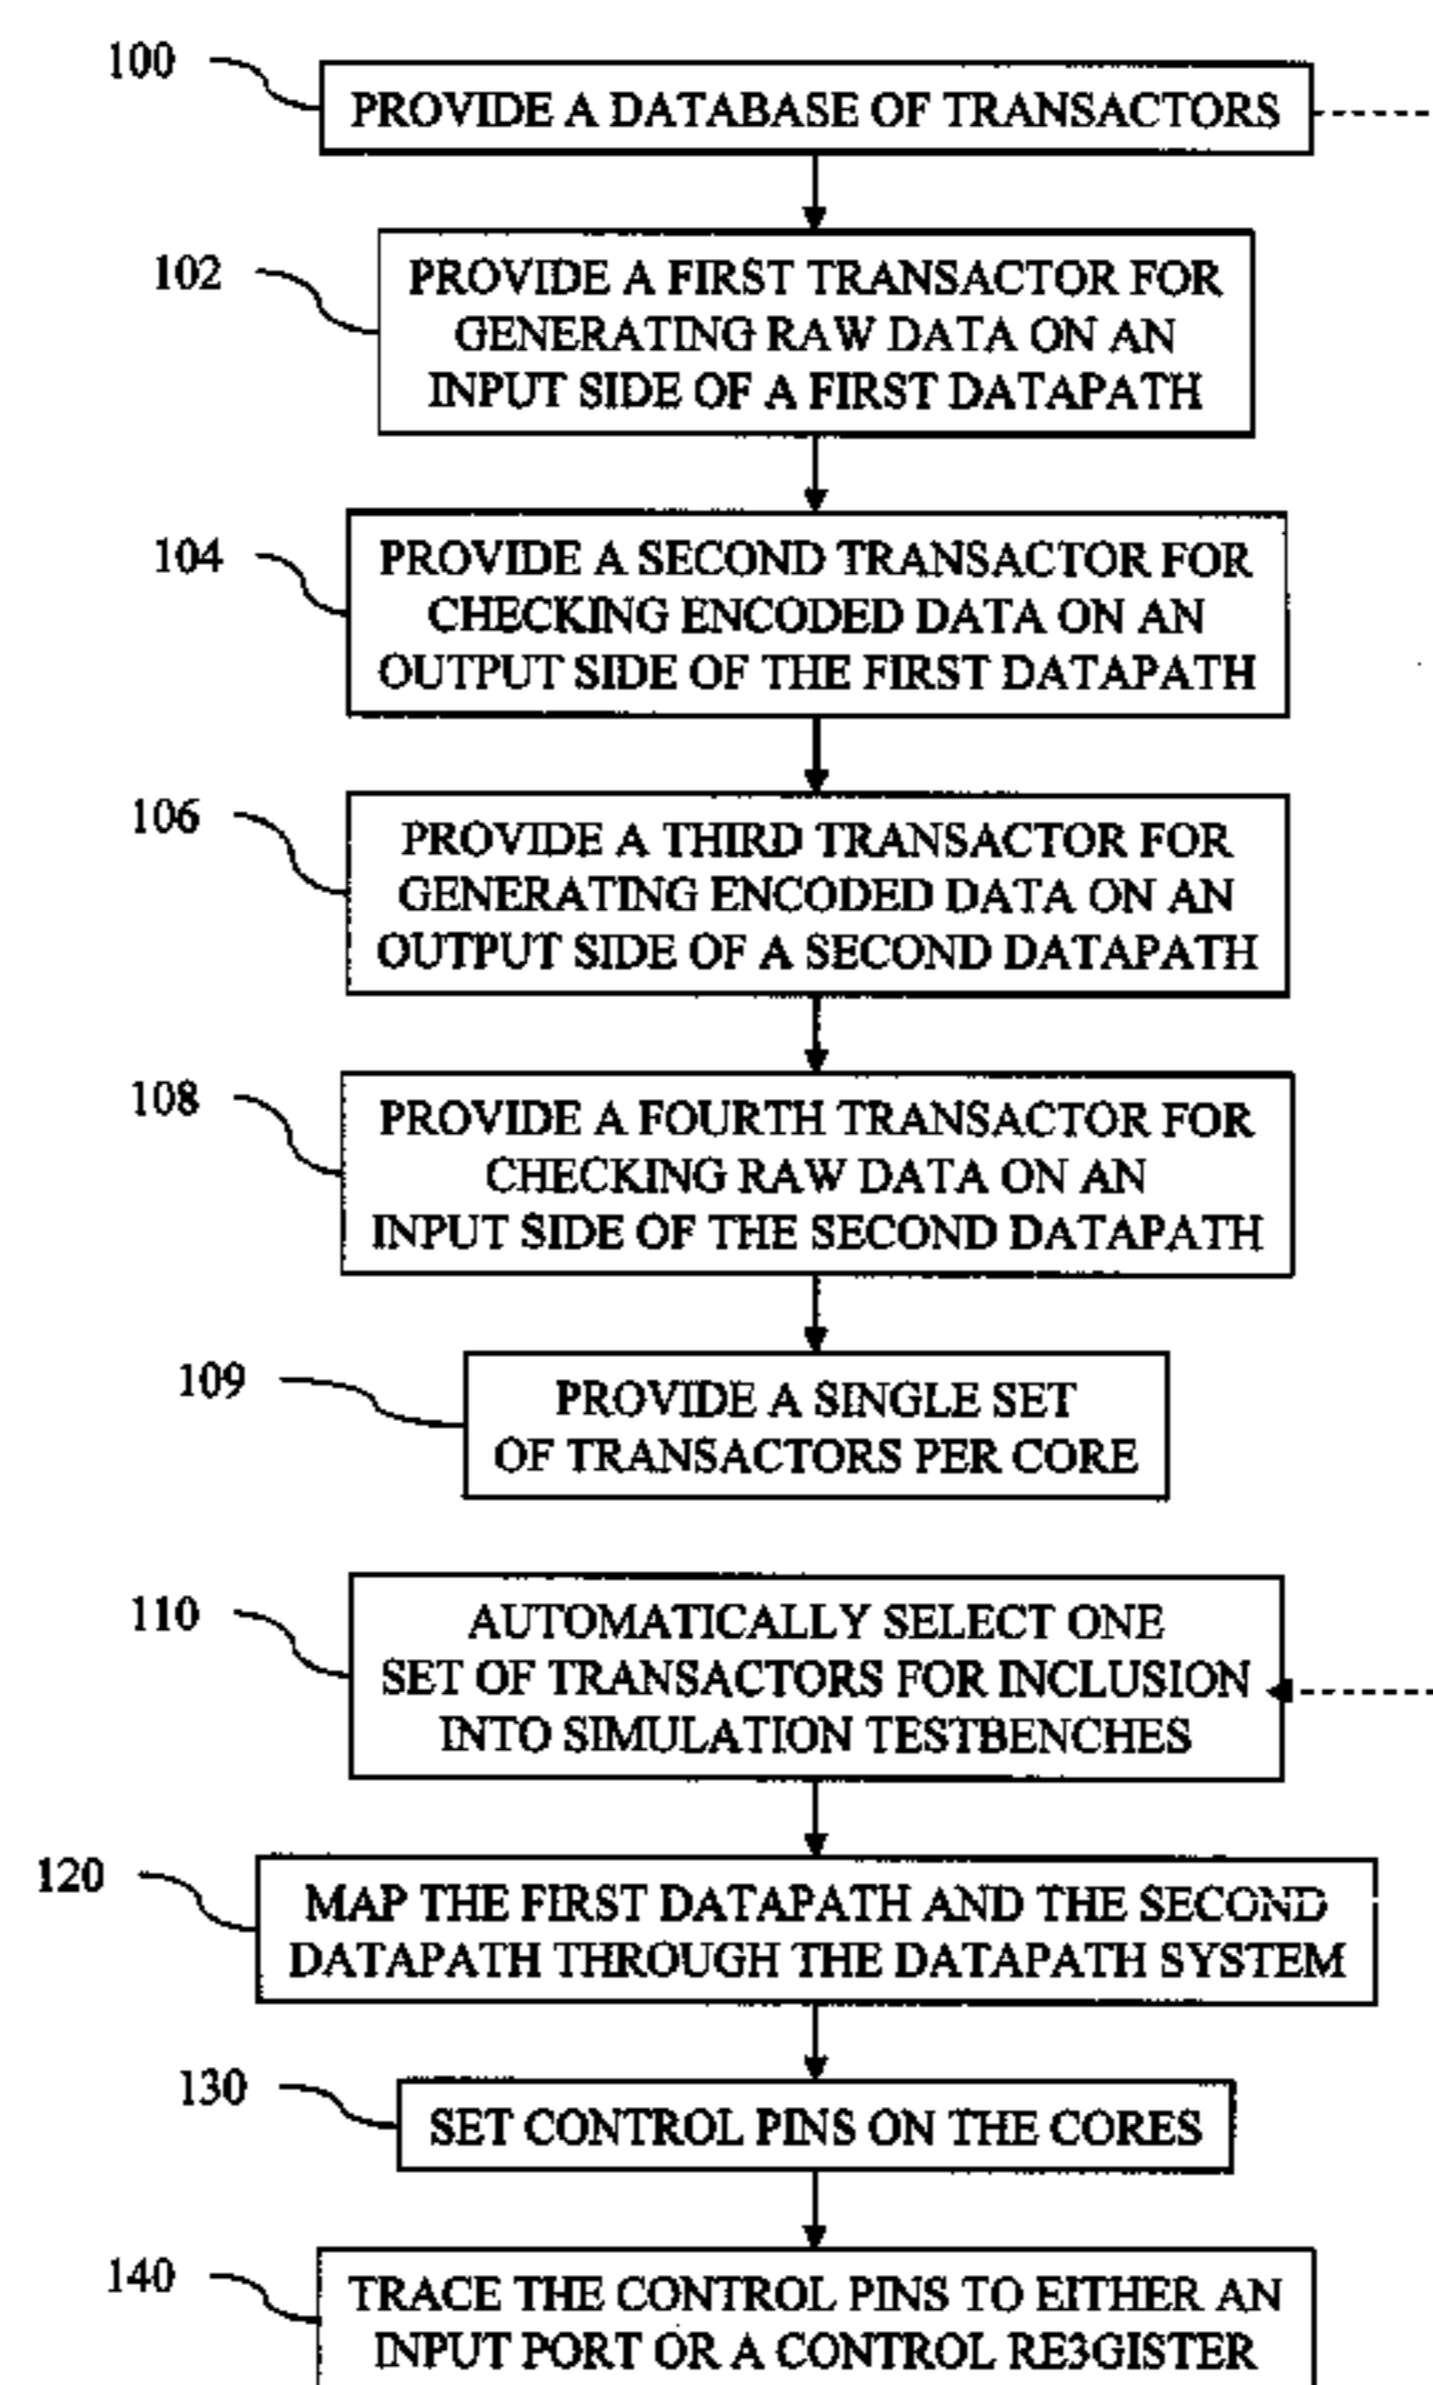 100
PROVIDE A DATABASE OF TRANSACTORS
102
PROVIDE A FIRST TRANSACTOR FOR
GENERATING RAW DATA ON AN
INPUT SIDE OF A FIRST DATAPATH
104
PROVIDE A SECOND TRANSACTOR FOR
CHECKING ENCODED DATA ON AN
OUTPUT SIDE OF THE FIRST DATAPATH
106
PROVIDE A THIRD TRANSACTOR FOR
GENERATING ENCODED DATA ON AN
OUTPUT SIDE OF A SECOND DATAPATH
108
PROVIDE A FOURTH TRANSACTOR FOR
CHECKING RAW DATA ON AN
INPUT SIDE OF THE SECOND DATAPATH
109
PROVIDE A SINGLE SET
OF TRANSACTORS PER CORE
110
AUTOMATICALLY SELECT ONE
SET OF TRANSACTORS FOR INCLUSION
INTO SIMULATION TESTBENCHES
120
MAP THE FIRST DATAPATH AND THE SECOND
DATAPATH THROUGH THE DATAPATH SYSTEM
130
SET CONTROL PINS ON THE CORES
140
TRACE THE CONTROL PINS TO EITHER AN
INPUT PORT OR A CONTROL RE3GISTER